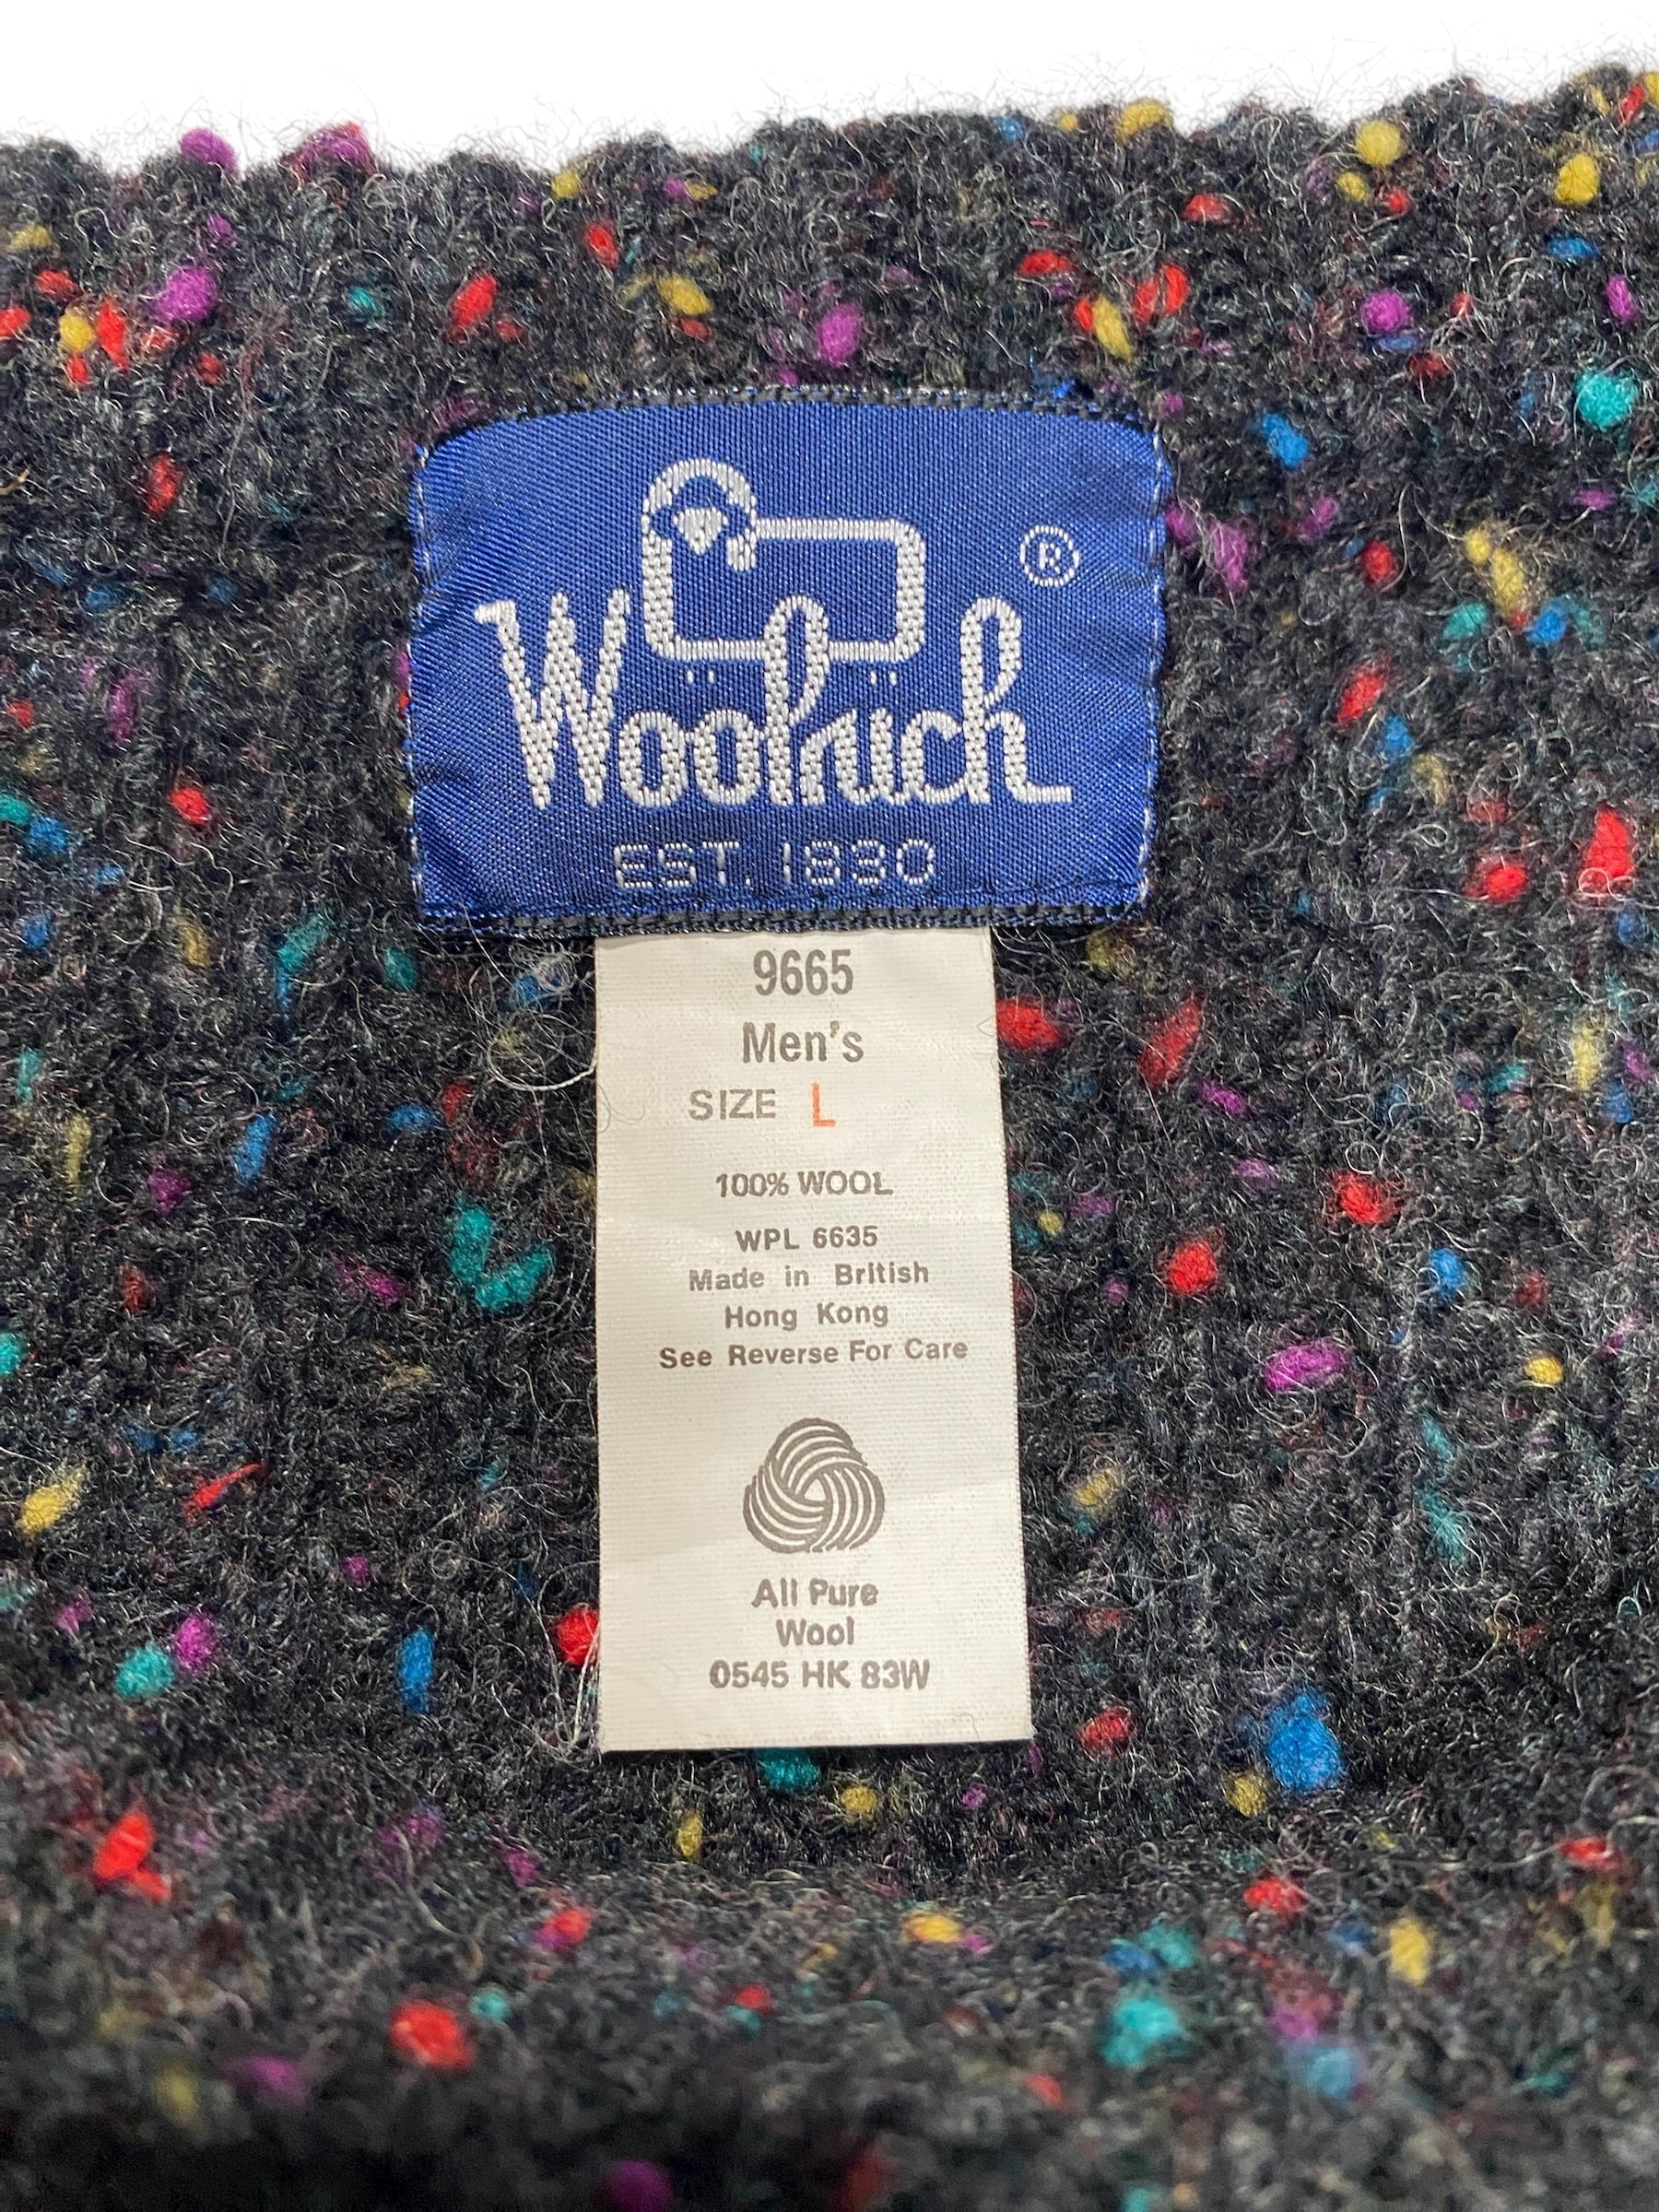 ®
Woolrich
EST. 1830
9665
Men's
SIZE L
100% WOOL
WPL 6635
Made in British
Hong Kong
See Reverse For Care
All Pure
Wool
0545 HK 83W